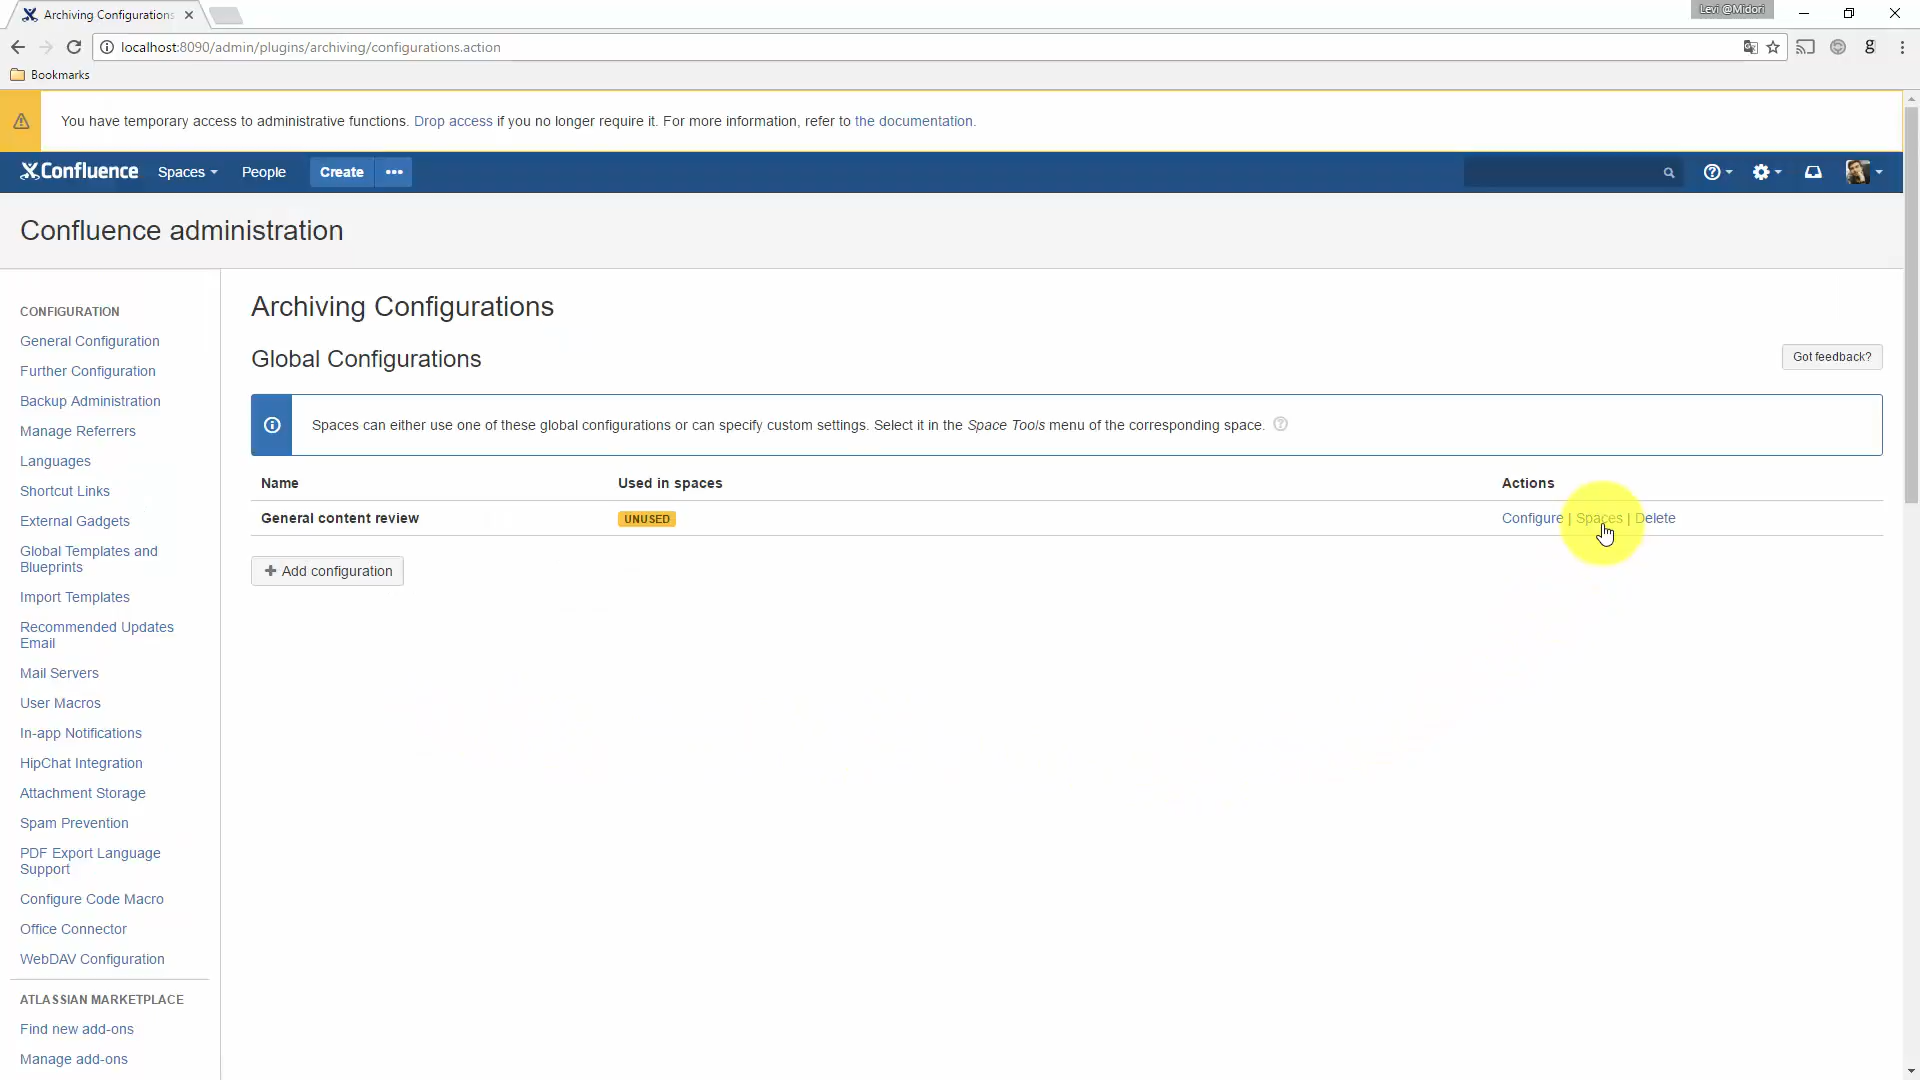 Archiving Configurations
Levi @Midori
localhost:8090/admin/plugins/archiving/configurations.action
g
Bookmarks
You have temporary access to administrative functions. Drop access if you no longer require it. For more information, refer to the documentation.
Confluence Spaces People Create
Confluence administration
CONFIGURATION
General Configuration
Further Configuration
Backup Administration
Manage Referrers
Languages
Shortcut Links
External Gadgets
Global Templates and
Blueprints
Import Templates
Recommended Updates
Email
Mail Servers
User Macros
In-app Notifications
HipChat Integration
Attachment Storage
Spam Prevention
PDF Export Language
Support
Configure Code Macro
Office Connector
WebDAV Configuration
ATLASSIAN MARKETPLACE
Find new add-ons
Manage add-ons
Archiving Configurations
Global Configurations
Got feedback?
Spaces can either use one of these global configurations or can specify custom settings. Select it in the Space Tools menu of the corresponding space.
Name Used in spaces Actions
General content review UNUSED Configure | Spaces | Delete
+ Add configuration